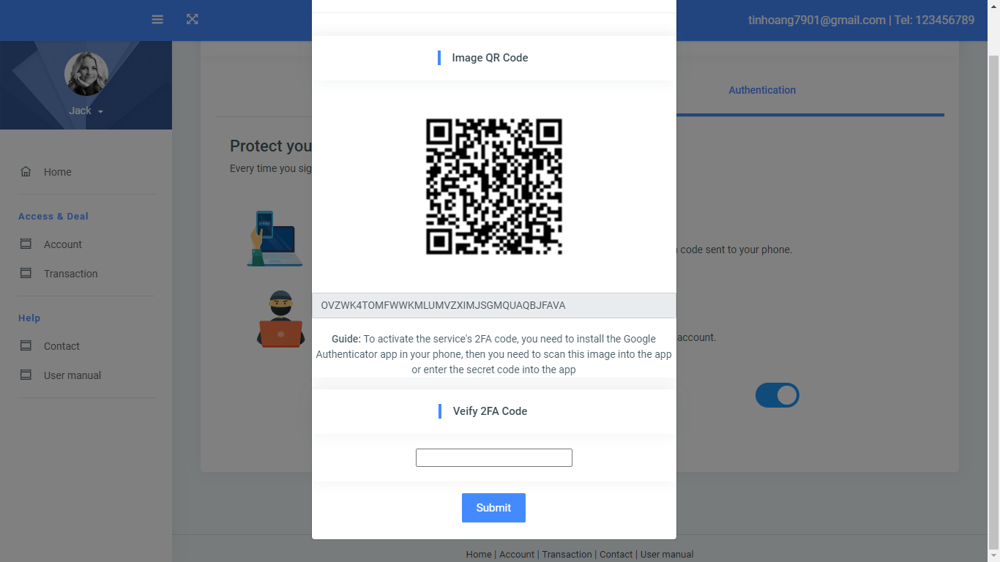 tinhoang7901@gmail.com | Tel: 123456789
Jack
Home
Access & Deal
Account
Transaction
Help
Contact
User manual
Authentication
Protect you
Every time you sig
code sent to your phone.
account.
Image QR Code
OVZWK4TOMFWWKMLUMVZXIMJSGMQUAQBJFAVA
Guide: To activate the service's 2FA code, you need to install the Google
Authenticator app in your phone, then you need to scan this image into the app
or enter the secret code into the app
Veify 2FA Code
Submit
Home | Account | Transaction | Contact | User manual